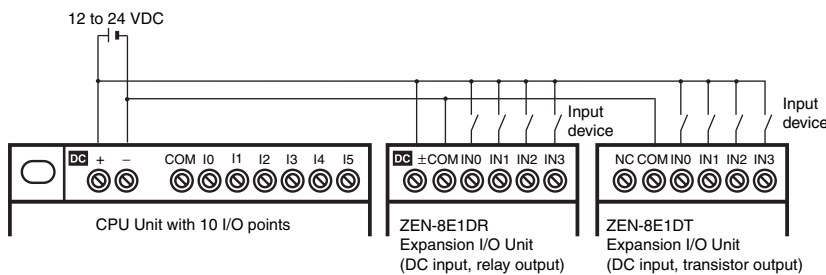 12 to 24 VDC
Input
device
Input
device
DC + − COM I0 I1 I2 I3 I4 I5
DC ± COM IN0 IN1 IN2 IN3
NC COM IN0 IN1 IN2 IN3
CPU Unit with 10 I/O points
ZEN-8E1DR
Expansion I/O Unit
(DC input, relay output)
ZEN-8E1DT
Expansion I/O Unit
(DC input, transistor output)